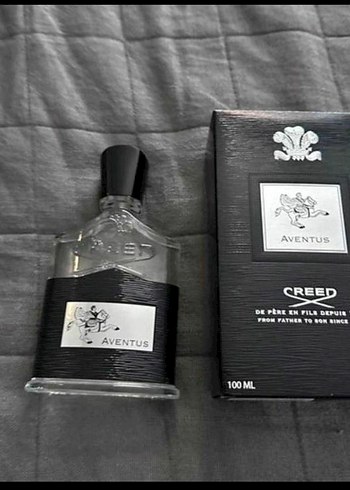 CREED
AVENTUS
AVENTUS
CREED
DE PÈRE EN FILS DEPUIS
FROM FATHER TO SON SINCE
100 ML